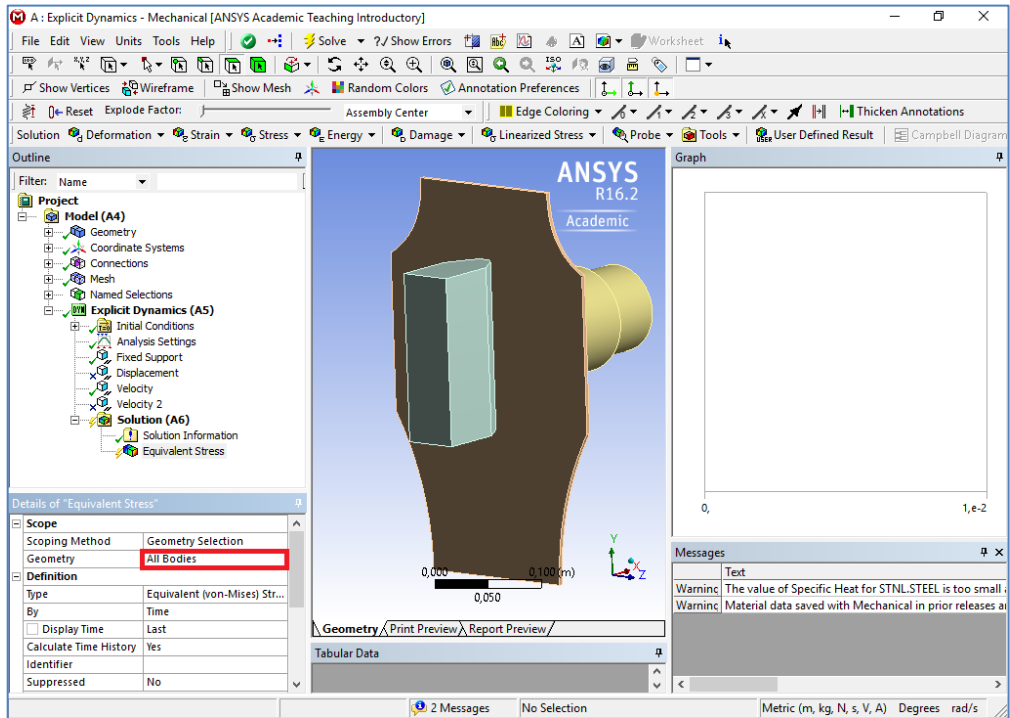 A : Explicit Dynamics - Mechanical [ANSYS Academic Teaching Introductory]
File Edit View Units Tools Help Solve ?/ Show Errors Worksheet
Show Vertices Wireframe Show Mesh Random Colors Annotation Preferences
Reset Explode Factor: Assembly Center Edge Coloring Thicken Annotations
Solution Deformation Strain Stress Energy Damage Linearized Stress Probe Tools User Defined Result Campbell Diagram
Outline
Filter: Name
Project
Model (A4)
Geometry
Coordinate Systems
Connections
Mesh
Named Selections
Explicit Dynamics (A5)
Initial Conditions
Analysis Settings
Fixed Support
Displacement
Velocity
Velocity 2
Solution (A6)
Solution Information
Equivalent Stress
Details of "Equivalent Stress"
Scope
Scoping Method Geometry Selection
Geometry All Bodies
Definition
Type Equivalent (von-Mises) Str...
By Time
Display Time Last
Calculate Time History Yes
Identifier
Suppressed No
ANSYS
R16.2
Academic
Y
X
Z
0,000 0,100 (m)
0,050
Geometry Print Preview Report Preview
Tabular Data
Graph
0, 1,e-2
Messages
Text
Warning The value of Specific Heat for STNL.STEEL is too small
Warning Material data saved with Mechanical in prior releases
2 Messages No Selection Metric (m, kg, N, s, V, A) Degrees rad/s